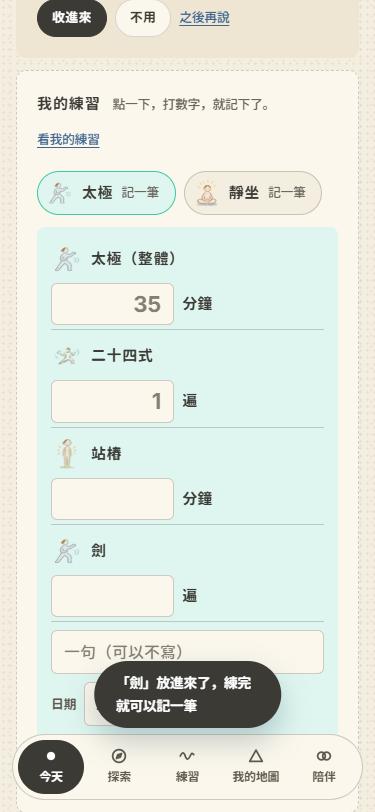 收進來 不用 之後再說
我的練習 點一下，打數字，就記下了。
看我的練習
太極 記一筆 靜坐 記一筆
太極（整體）
35 分鐘
二十四式
1 遍
站樁
分鐘
劍
遍
一句（可以不寫）
「劍」放進來了，練完
就可以記一筆
日期
今天 探索 練習 我的地圖 陪伴